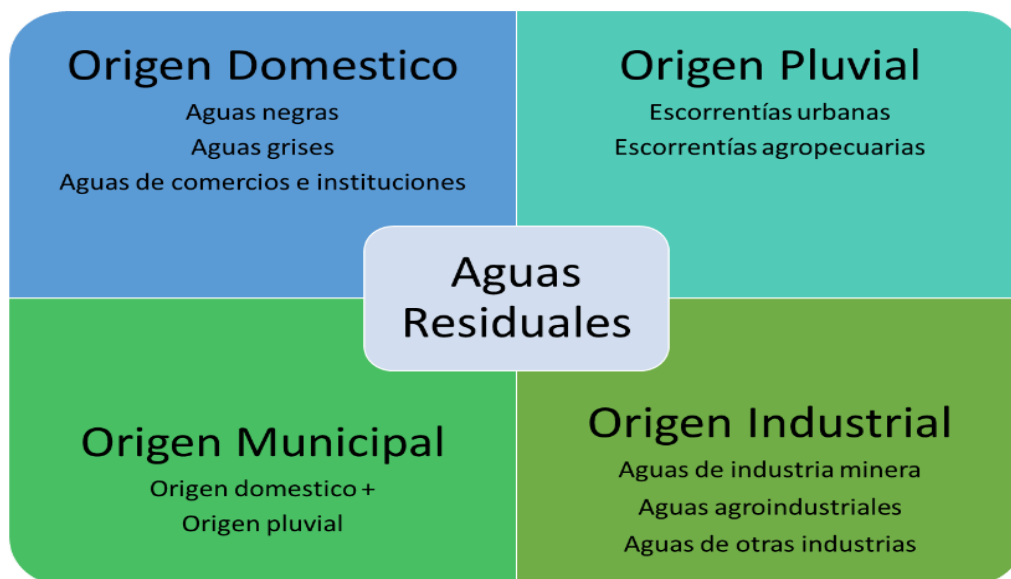 Origen Domestico
Aguas negras
Aguas grises
Aguas de comercios e instituciones
Origen Pluvial
Escorrentías urbanas
Escorrentías agropecuarias
Aguas
Residuales
Origen Municipal
Origen domestico +
Origen pluvial
Origen Industrial
Aguas de industria minera
Aguas agroindustriales
Aguas de otras industrias